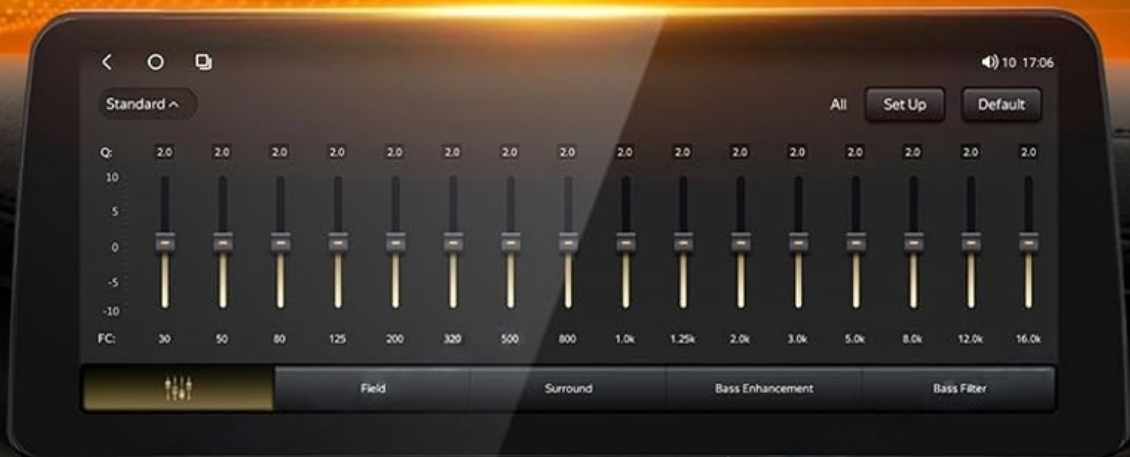 10 17:06
Standard
All Set Up Default
Q: 2.0 2.0 2.0 2.0 2.0 2.0 2.0 2.0 2.0 2.0 2.0 2.0 2.0 2.0 2.0 2.0
10
5
0
-5
-10
FC: 30 50 80 125 200 320 500 800 1.0k 1.25k 2.0k 3.0k 5.0k 8.0k 12.0k 16.0k
Field Surround Bass Enhancement Bass Filter